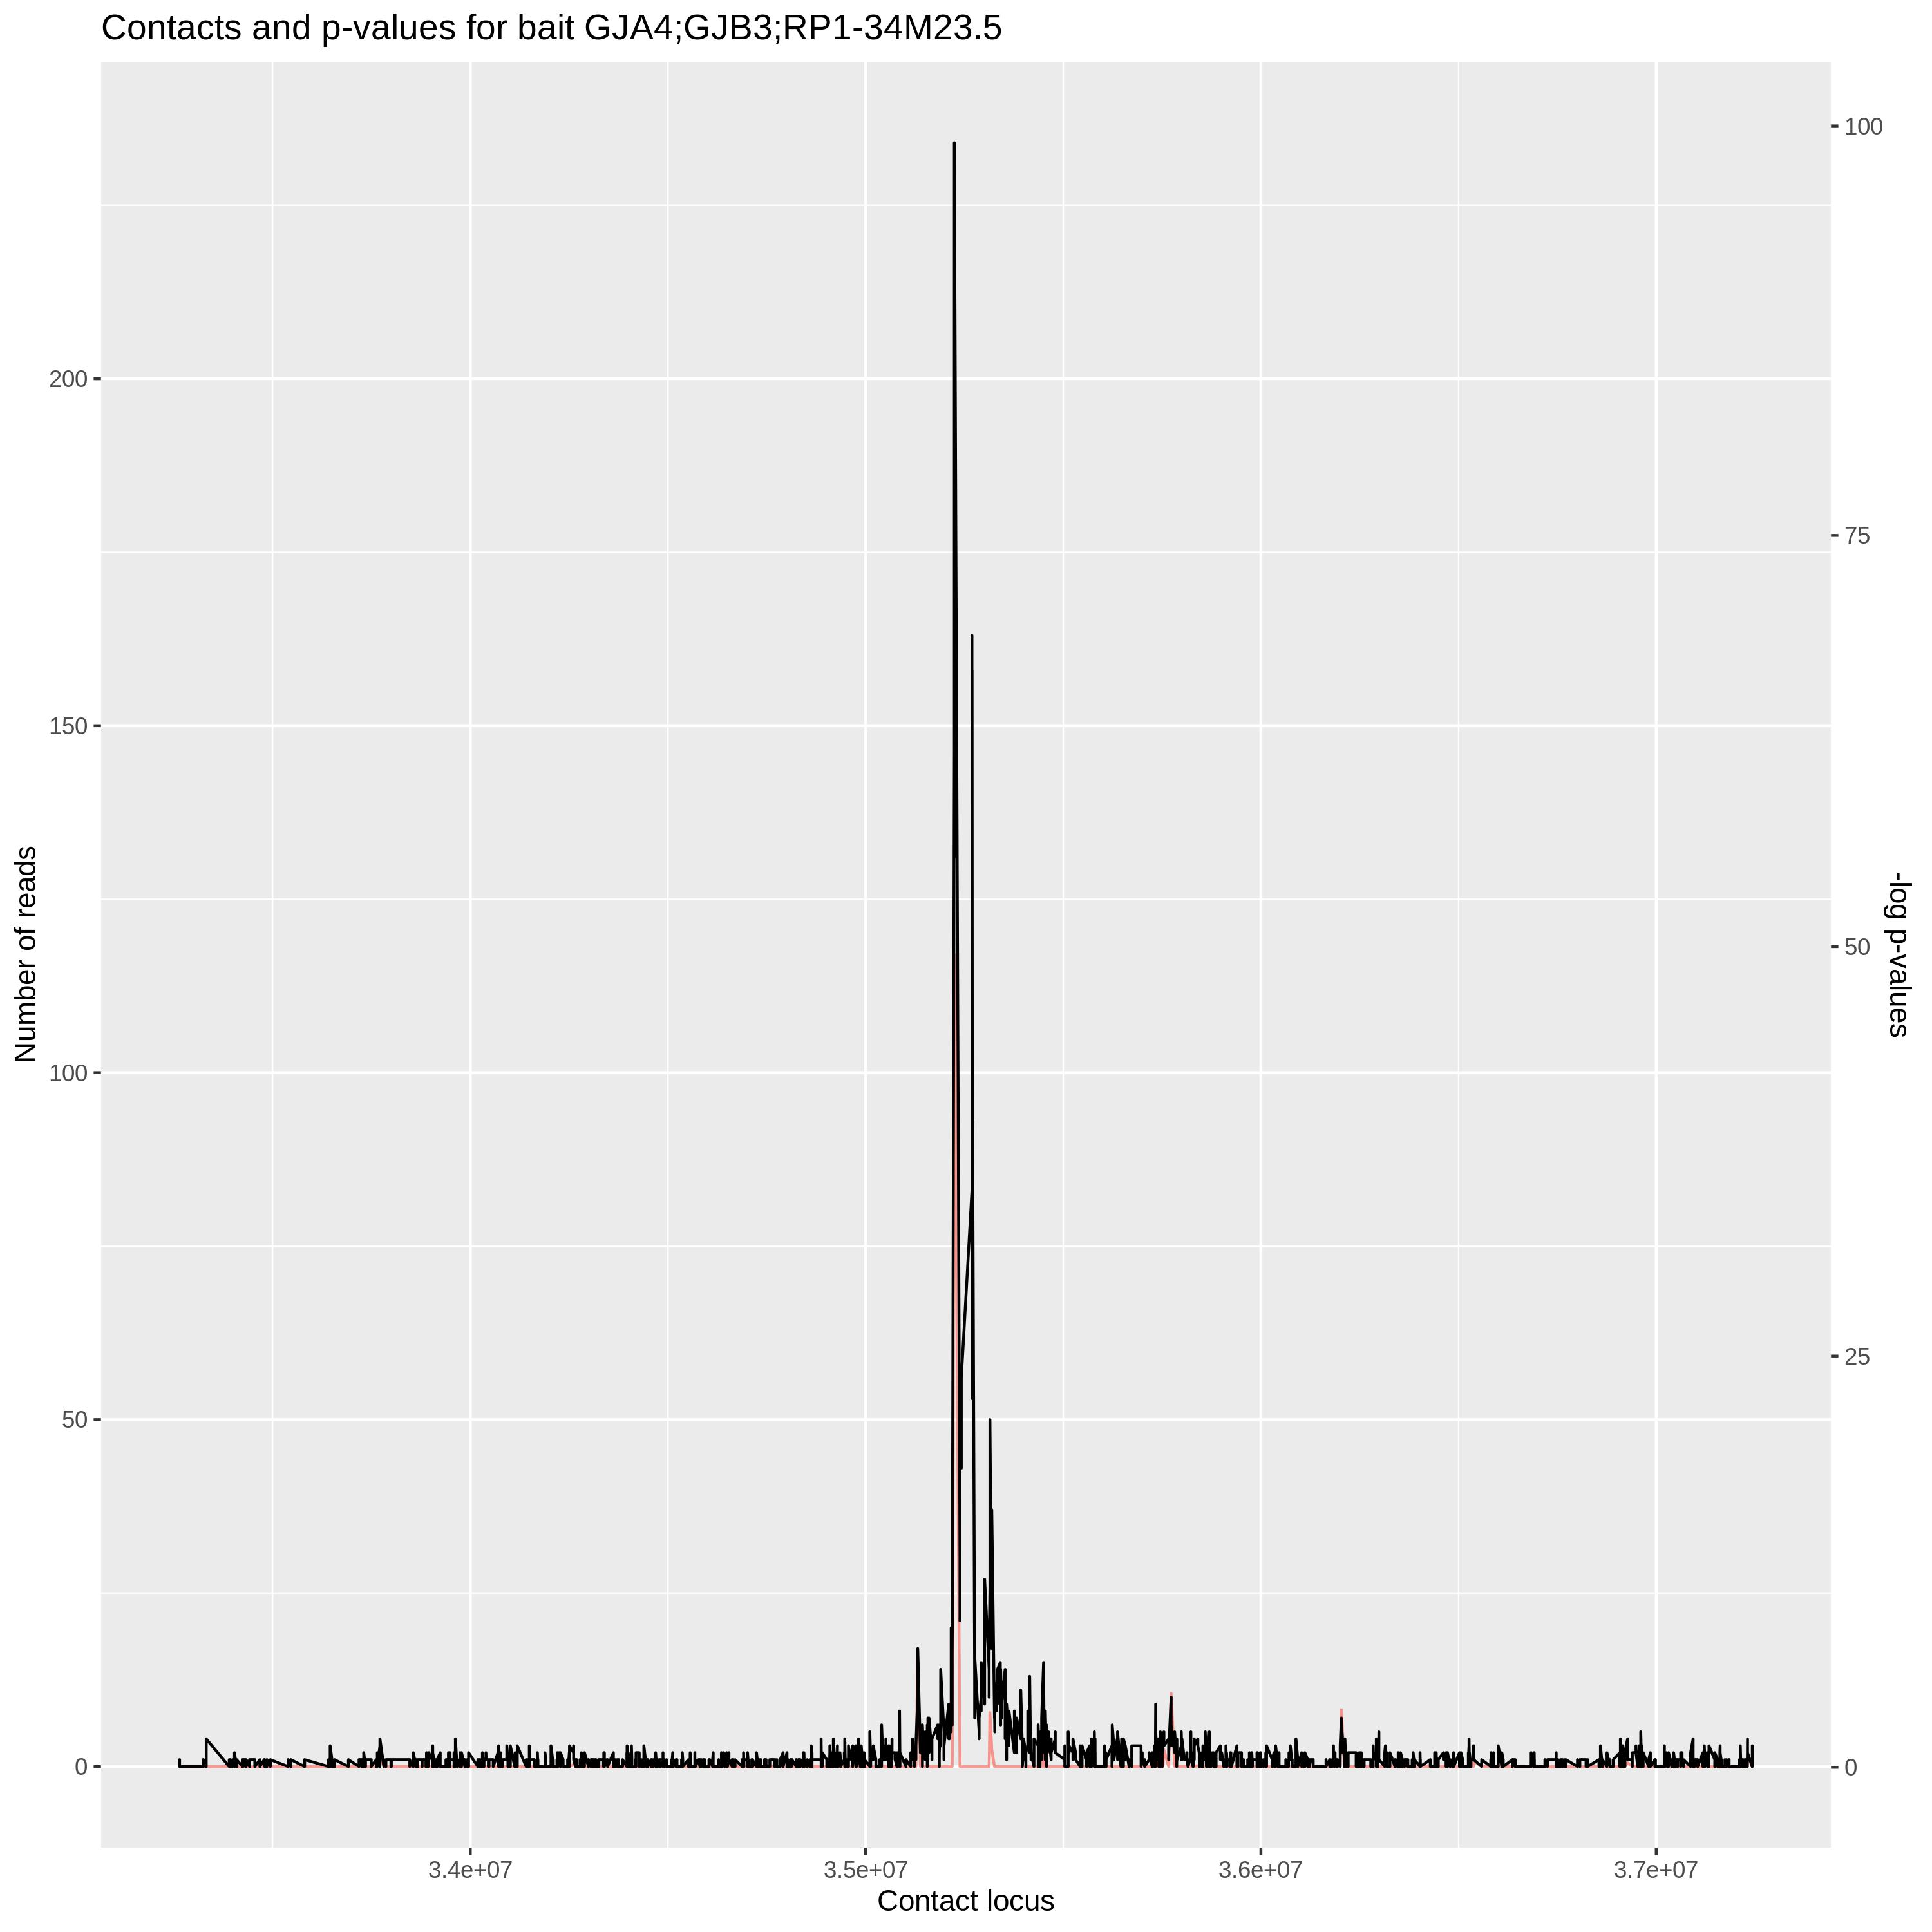 Contacts and p-values for bait GJA4;GJB3;RP1-34M23.5
100
200
75
150
Number of reads
-log p-values
50
100
25
50
0
0
3.4e+07
3.5e+07
3.6e+07
3.7e+07
Contact locus